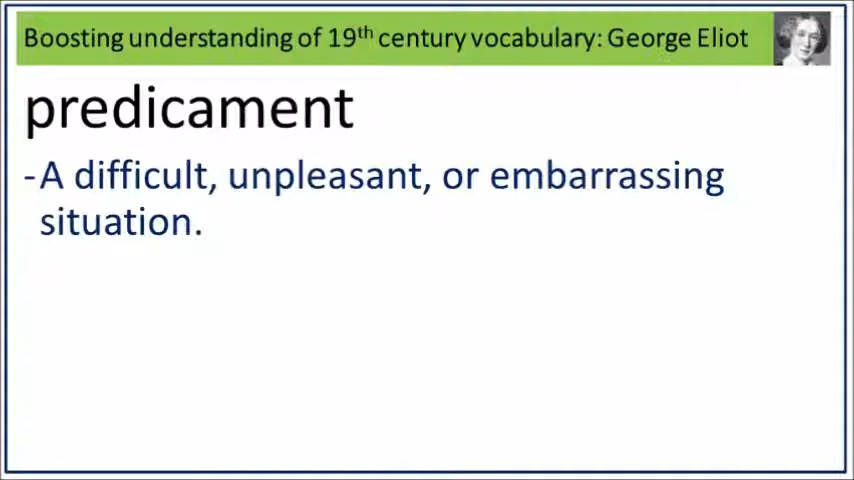 Boosting understanding of 19th century vocabulary: George Eliot
predicament
-A difficult, unpleasant, or embarrassing
situation.